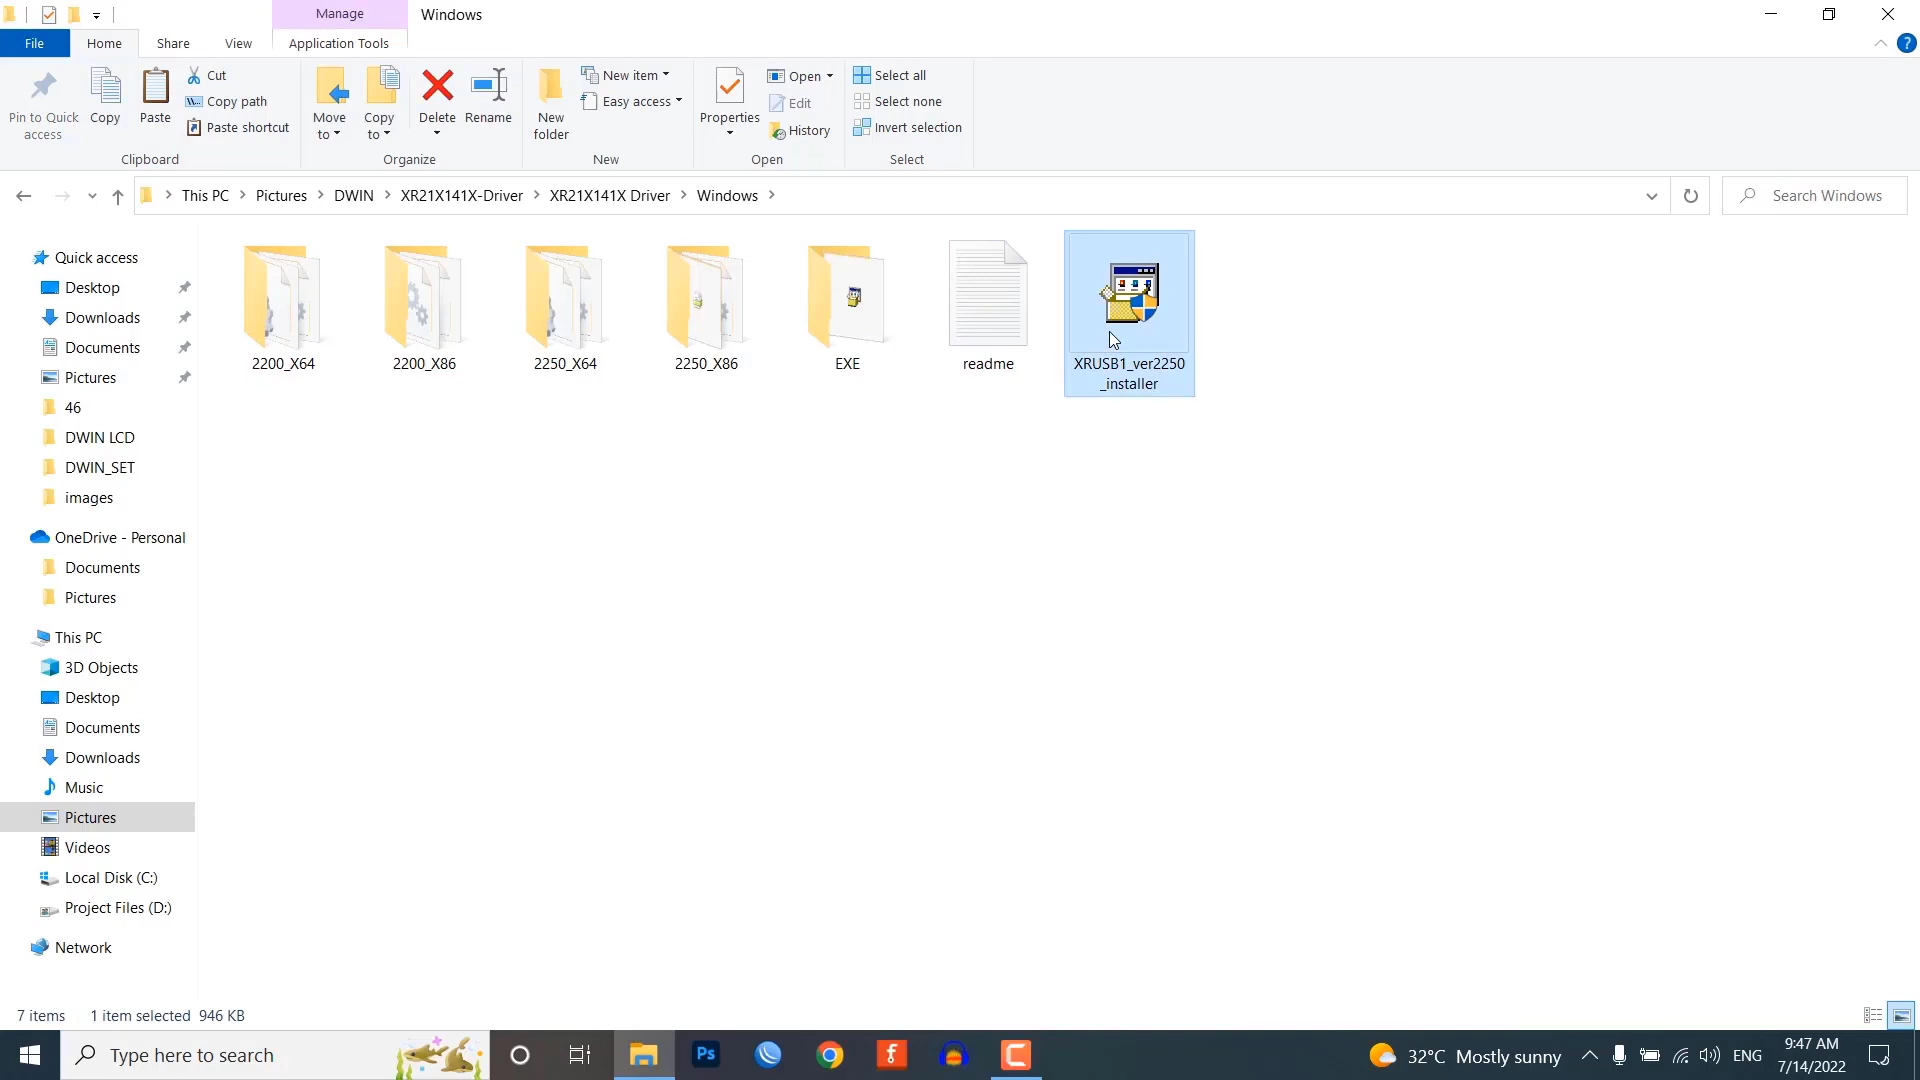 Manage
Windows
File
Home
Share
View
Application Tools
Pin to Quick
access
Copy
Paste
Cut
Copy path
Paste shortcut
Clipboard
Move
to
Copy
to
Delete
Rename
Organize
New
folder
New item
Easy access
New
Properties
Open
Edit
History
Open
Select all
Select none
Invert selection
Select
This PC
Pictures
DWIN
XR21X141X-Driver
XR21X141X Driver
Windows
Search Windows
Quick access
Desktop
Downloads
Documents
Pictures
46
DWIN LCD
DWIN_SET
images
OneDrive - Personal
Documents
Pictures
This PC
3D Objects
Desktop
Documents
Downloads
Music
Pictures
Videos
Local Disk (C:)
Project Files (D:)
Network
2200_X64
2200_X86
2250_X64
2250_X86
EXE
readme
XRUSB1_ver2250
_installer
7 items
1 item selected
946 KB
Type here to search
Ps
32°C Mostly sunny
ENG
9:47 AM
7/14/2022